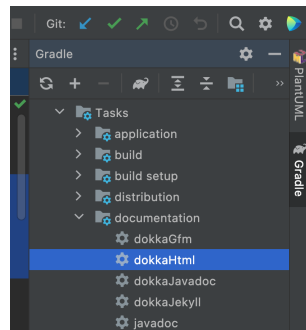 Git:
Gradle
Tasks
application
build
build setup
distribution
documentation
dokkaGfm
dokkaHtml
dokkaJavadoc
dokkaJekyll
javadoc
PlantUML
Gradle